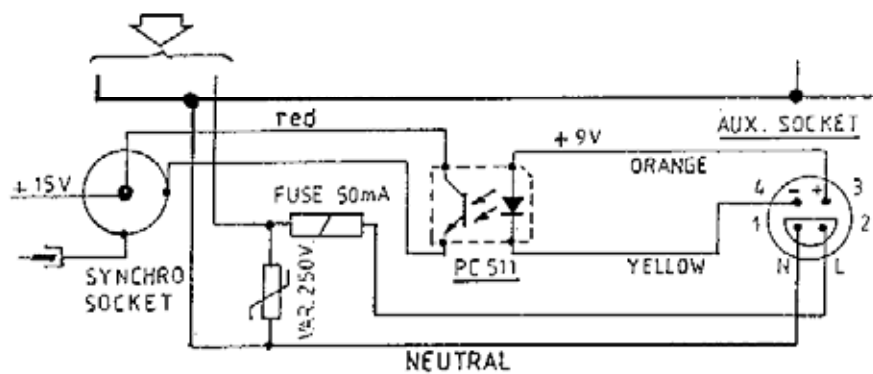 red
+ 9V
AUX. SOCKET
ORANGE
+ 15V
FUSE 50mA
4 - + 3
1 2
SYNCHRO
SOCKET
VAR. 250V
PC 511
YELLOW
N L
NEUTRAL